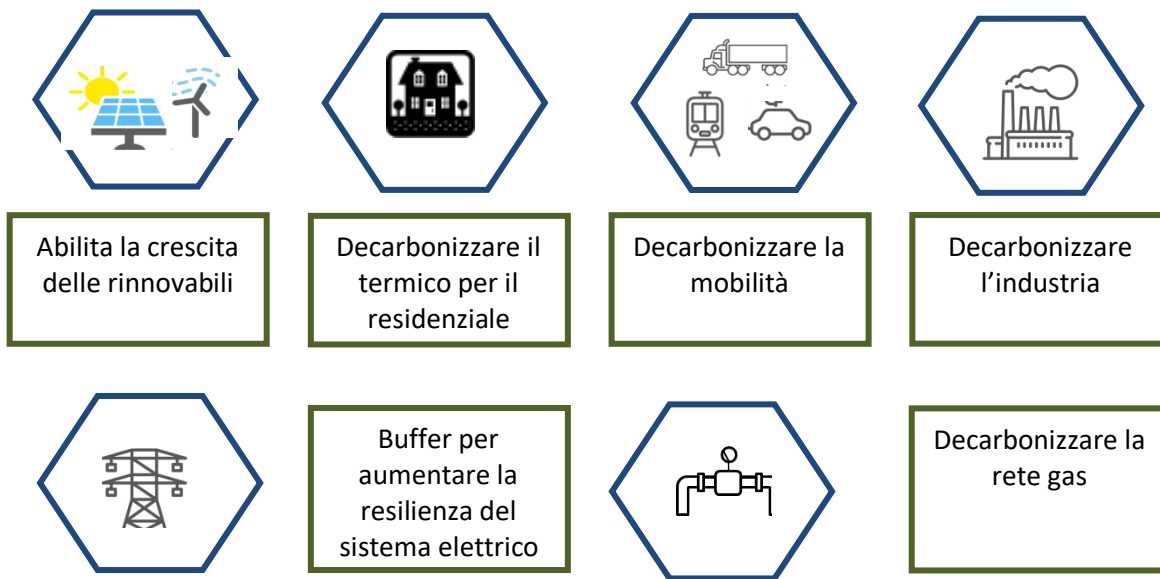 Abilita la crescita
delle rinnovabili
Decarbonizzare il
termico per il
residenziale
Decarbonizzare la
mobilità
Decarbonizzare
l’industria
Buffer per
aumentare la
resilienza del
sistema elettrico
Decarbonizzare la
rete gas